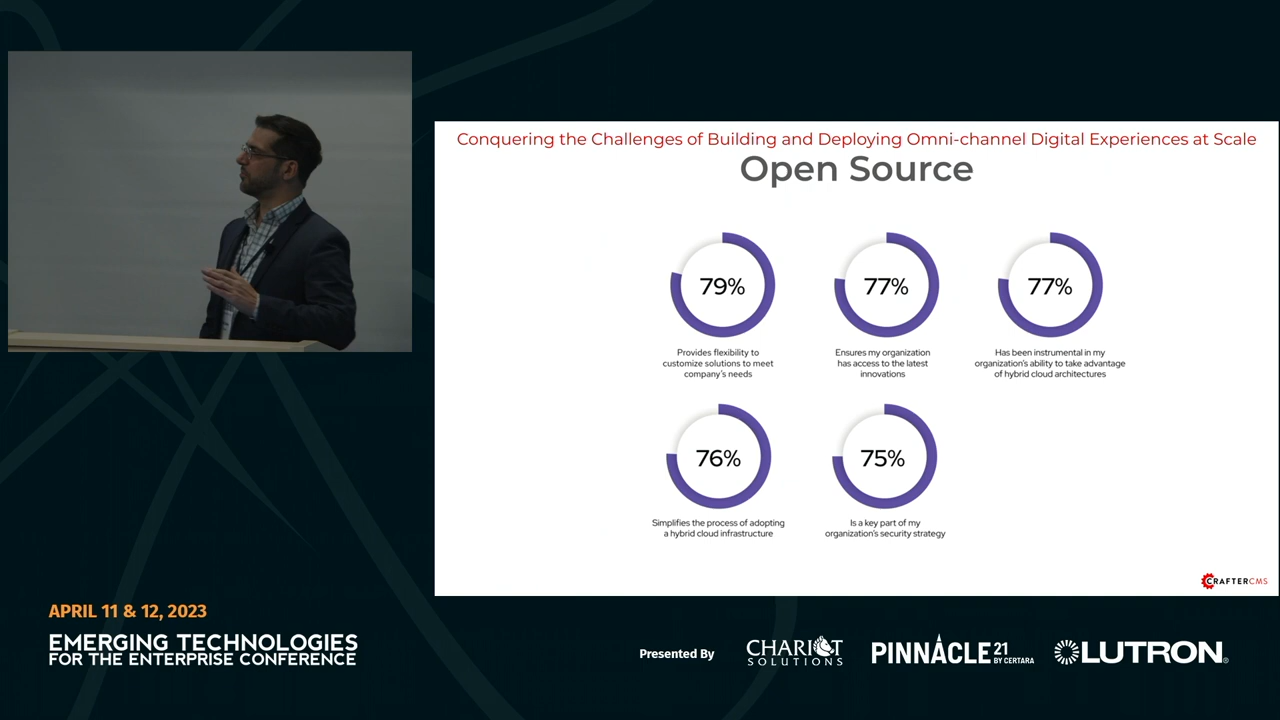 Conquering the Challenges of Building and Deploying Omni-channel Digital Experiences at Scale
Open Source
79%
Provides flexibility to
customize solutions to meet
company's needs
77%
Ensures my organization
has access to the latest
innovations
77%
Has been instrumental in my
organization's ability to take advantage
of hybrid cloud architectures
76%
Simplifies the process of adopting
a hybrid cloud infrastructure
75%
Is a key part of my
organization's security strategy
CRAFTERCMS
APRIL 11 & 12, 2023
EMERGING TECHNOLOGIES
FOR THE ENTERPRISE CONFERENCE
Presented By
CHARIOT
SOLUTIONS
PINNACLE 21
BY CERTARA
LUTRON®